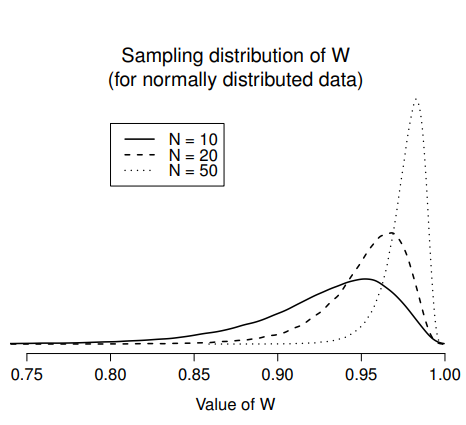 Sampling distribution of W
(for normally distributed data)
N = 10
N = 20
N = 50
0.75 0.80 0.85 0.90 0.95 1.00
Value of W